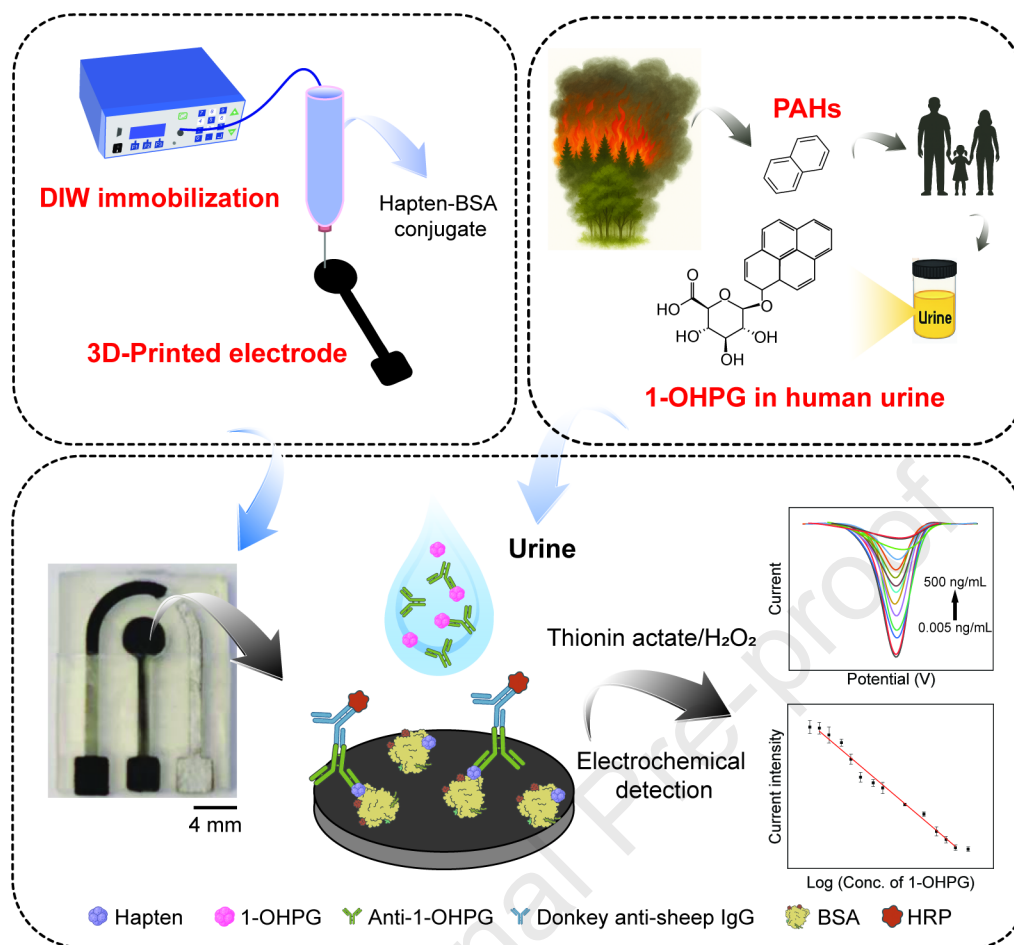 DIW immobilization
Hapten-BSA
conjugate
3D-Printed electrode
PAHs
O
HO
O
O
HO
OH
OH
Urine
1-OHPG in human urine
4 mm
Urine
Thionin actate/H₂O₂
Electrochemical
detection
Current
500 ng/mL
0.005 ng/mL
Potential (V)
Current intensity
Log (Conc. of 1-OHPG)
Hapten
1-OHPG
Anti-1-OHPG
Donkey anti-sheep IgG
BSA
HRP
nal Pre-proof